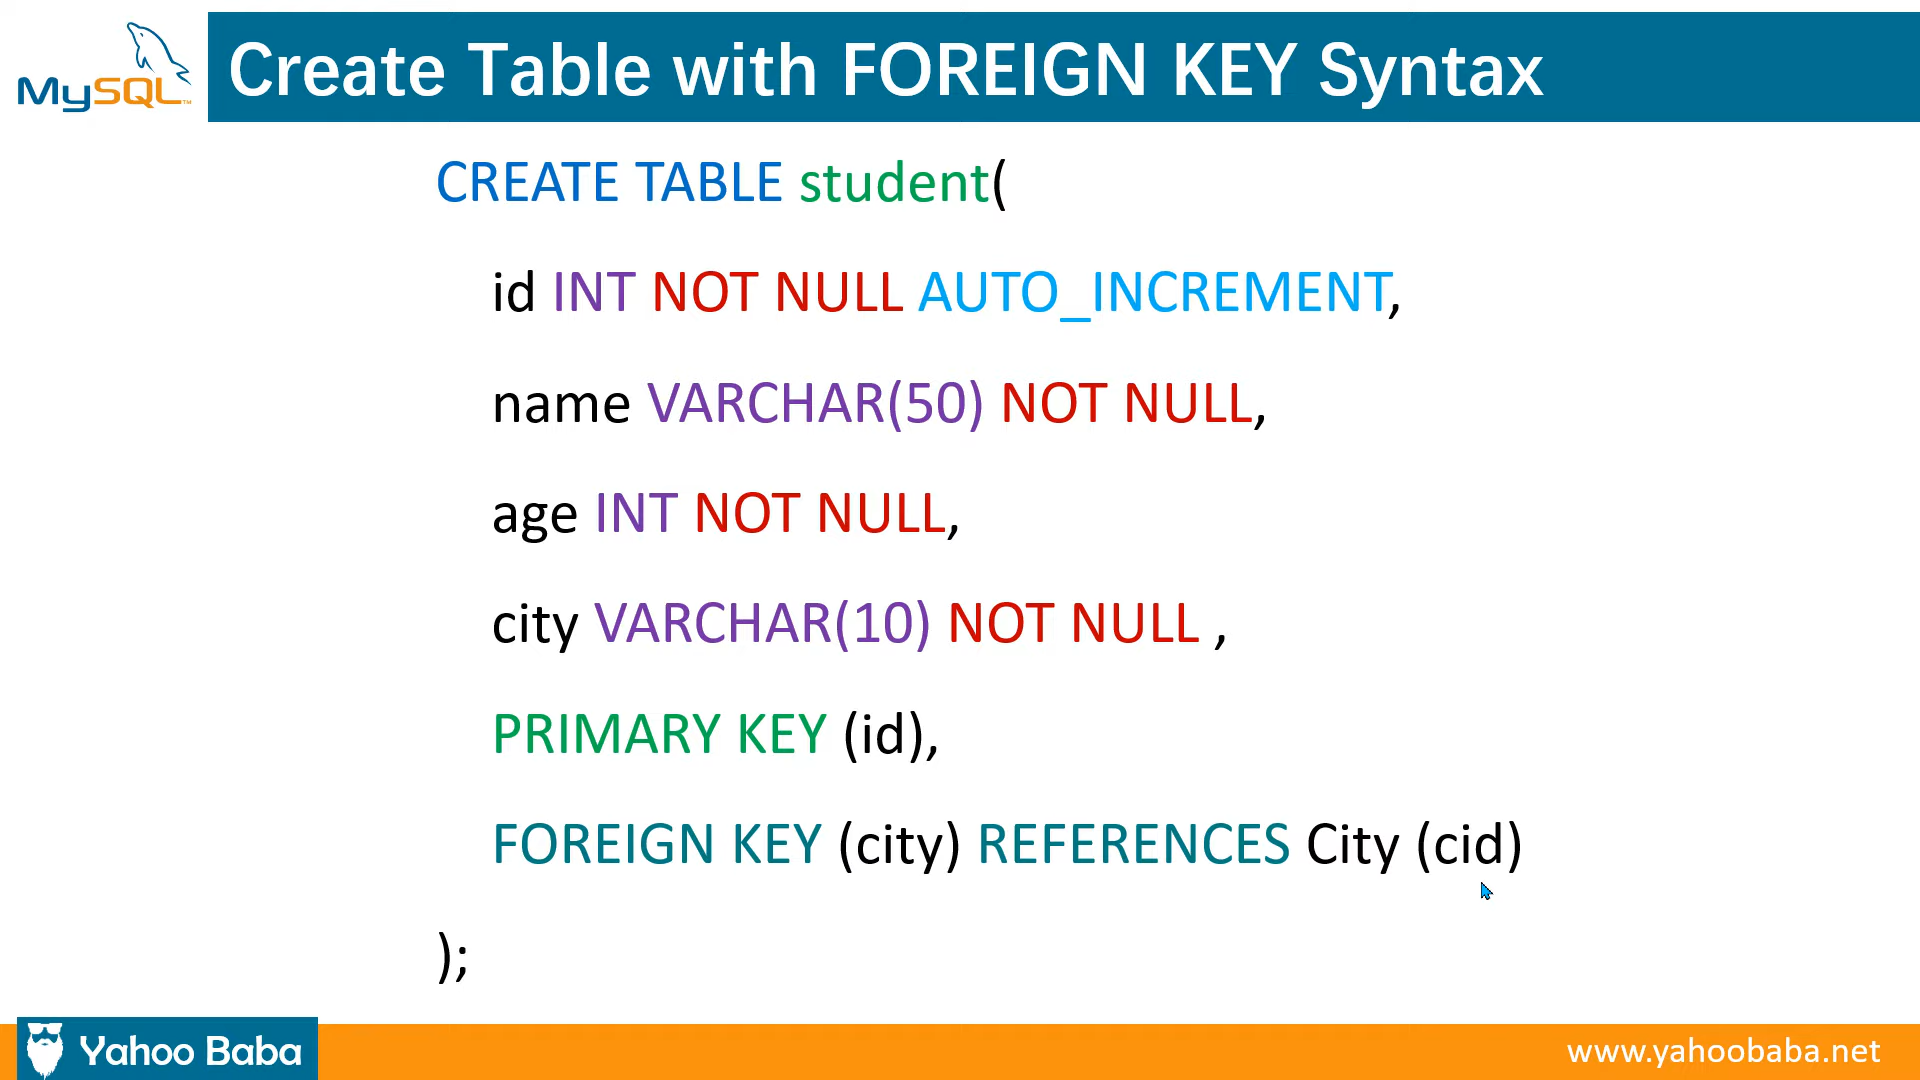 MySQL™
Create Table with FOREIGN KEY Syntax
CREATE TABLE student(
id INT NOT NULL AUTO_INCREMENT,
name VARCHAR(50) NOT NULL,
age INT NOT NULL,
city VARCHAR(10) NOT NULL ,
PRIMARY KEY (id),
FOREIGN KEY (city) REFERENCES City (cid)
);
Yahoo Baba
www.yahoobaba.net